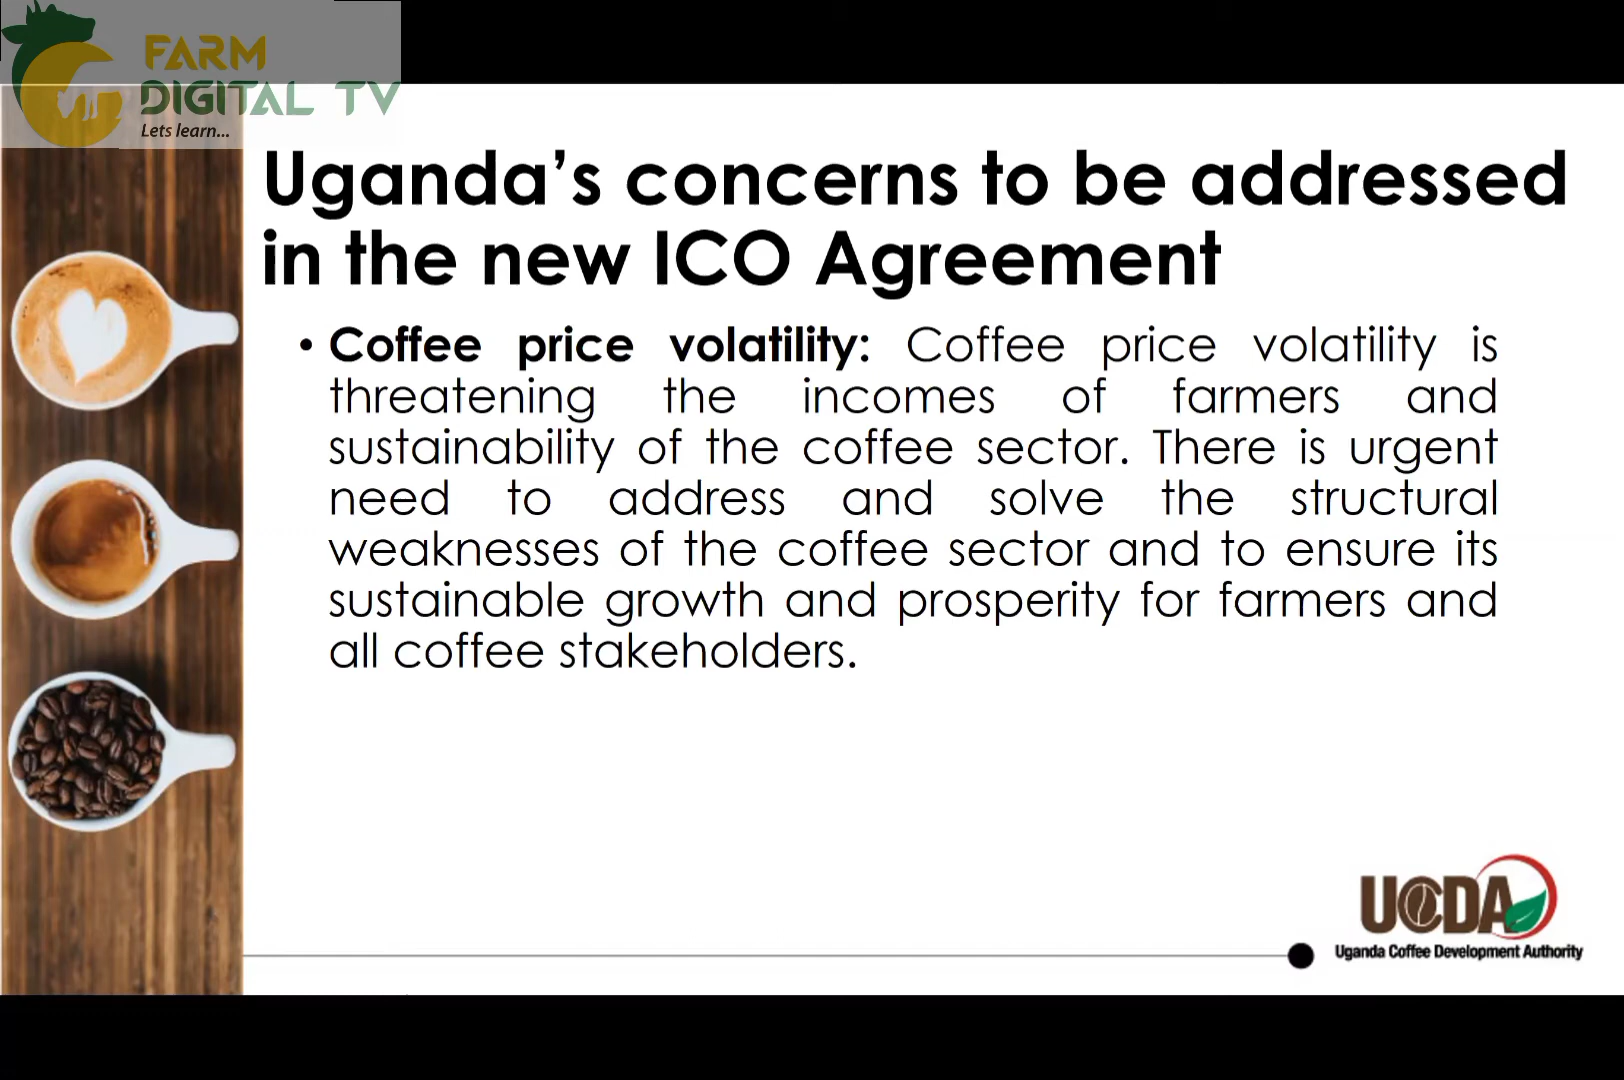 FARM
DIGITAL TV
Lets learn...
Uganda’s concerns to be addressed
in the new ICO Agreement
• Coffee price volatility: Coffee price volatility is
threatening the incomes of farmers and
sustainability of the coffee sector. There is urgent
need to address and solve the structural
weaknesses of the coffee sector and to ensure its
sustainable growth and prosperity for farmers and
all coffee stakeholders.
UCDA
Uganda Coffee Development Authority